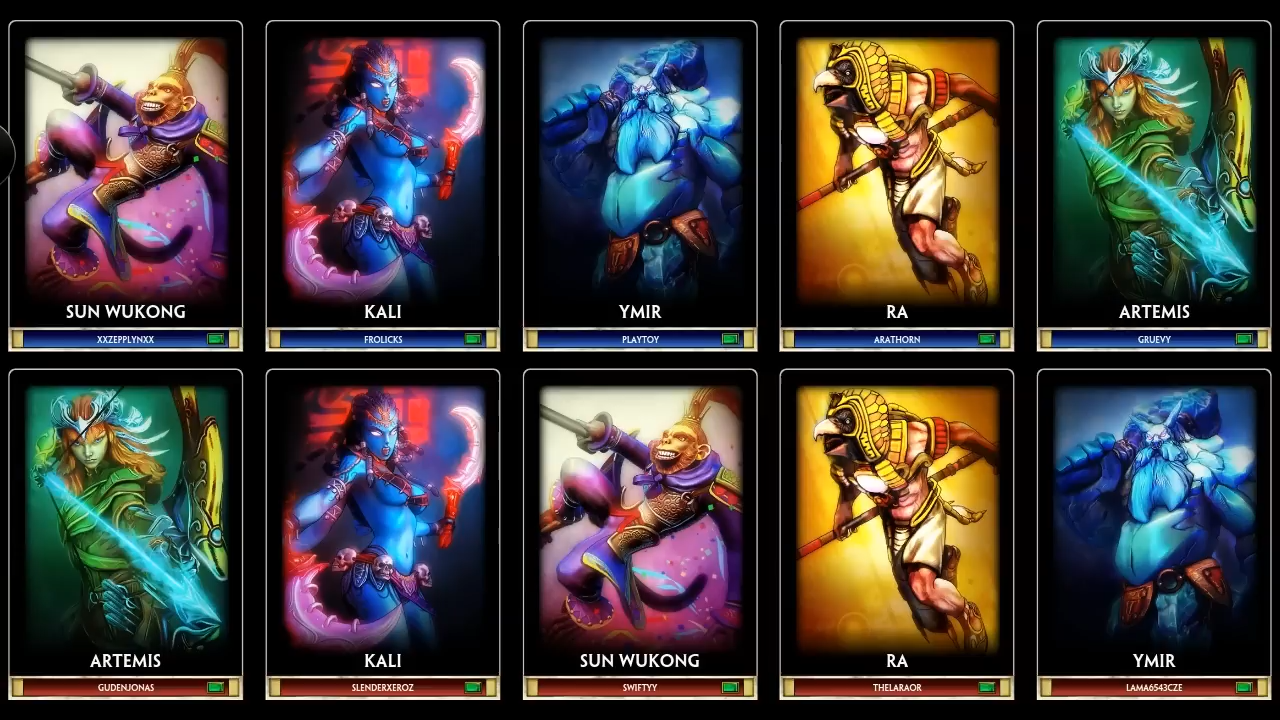 SUN WUKONG
XXZEPPLYNXX
KALI
FROLICKS
YMIR
PLAYTOY
RA
ARATHORN
ARTEMIS
GRUEVY
ARTEMIS
GUDENJONAS
KALI
SLENDERXEROZ
SUN WUKONG
SWIFTYY
RA
THELARAOR
YMIR
LAMA6543CZE